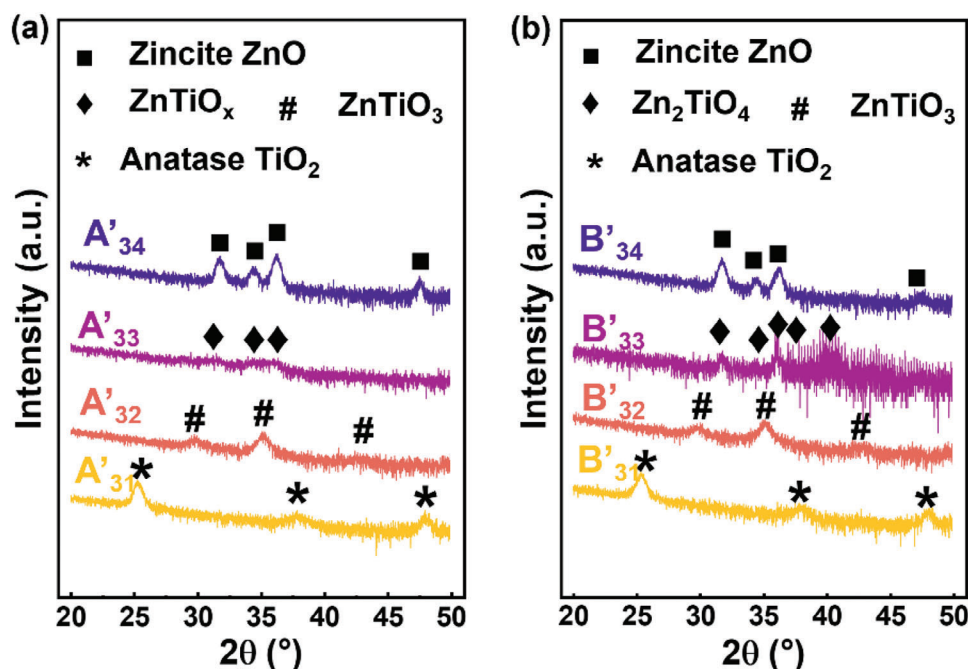 (a)
■ Zincite ZnO
◆ ZnTiOₓ # ZnTiO₃
* Anatase TiO₂
A’₃₄
A’₃₃
A’₃₂
A’₃₁
Intensity (a.u.)
20 25 30 35 40 45 50
2θ (°)
(b)
■ Zincite ZnO
◆ Zn₂TiO₄ # ZnTiO₃
* Anatase TiO₂
B’₃₄
B’₃₃
B’₃₂
B’₃₁
Intensity (a.u.)
20 25 30 35 40 45 50
2θ (°)